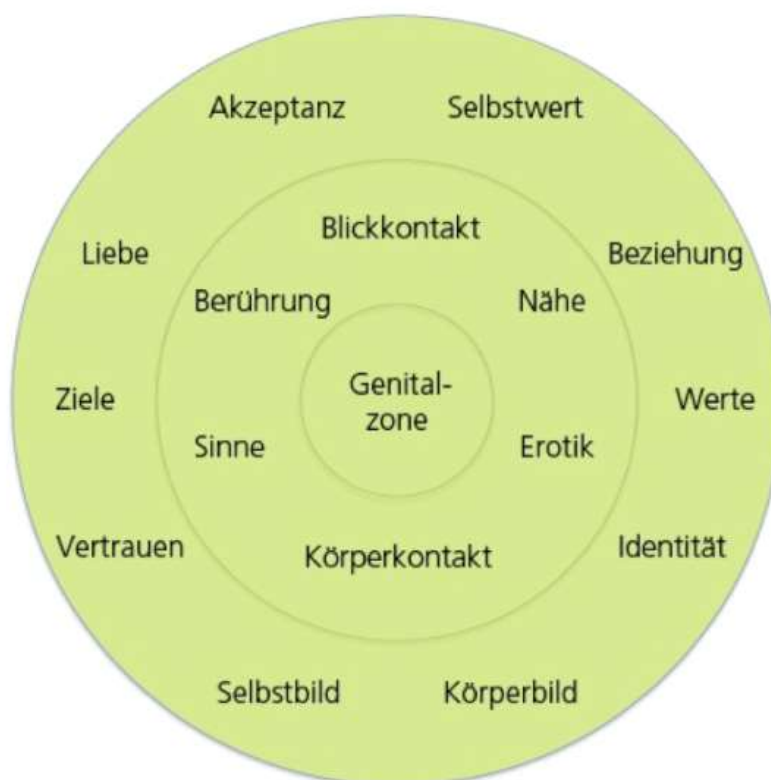 Akzeptanz Selbstwert
Blickkontakt
Liebe Beziehung
Berührung Nähe
Genital-
zone
Ziele Werte
Sinne Erotik
Vertrauen Identität
Körperkontakt
Selbstbild Körperbild